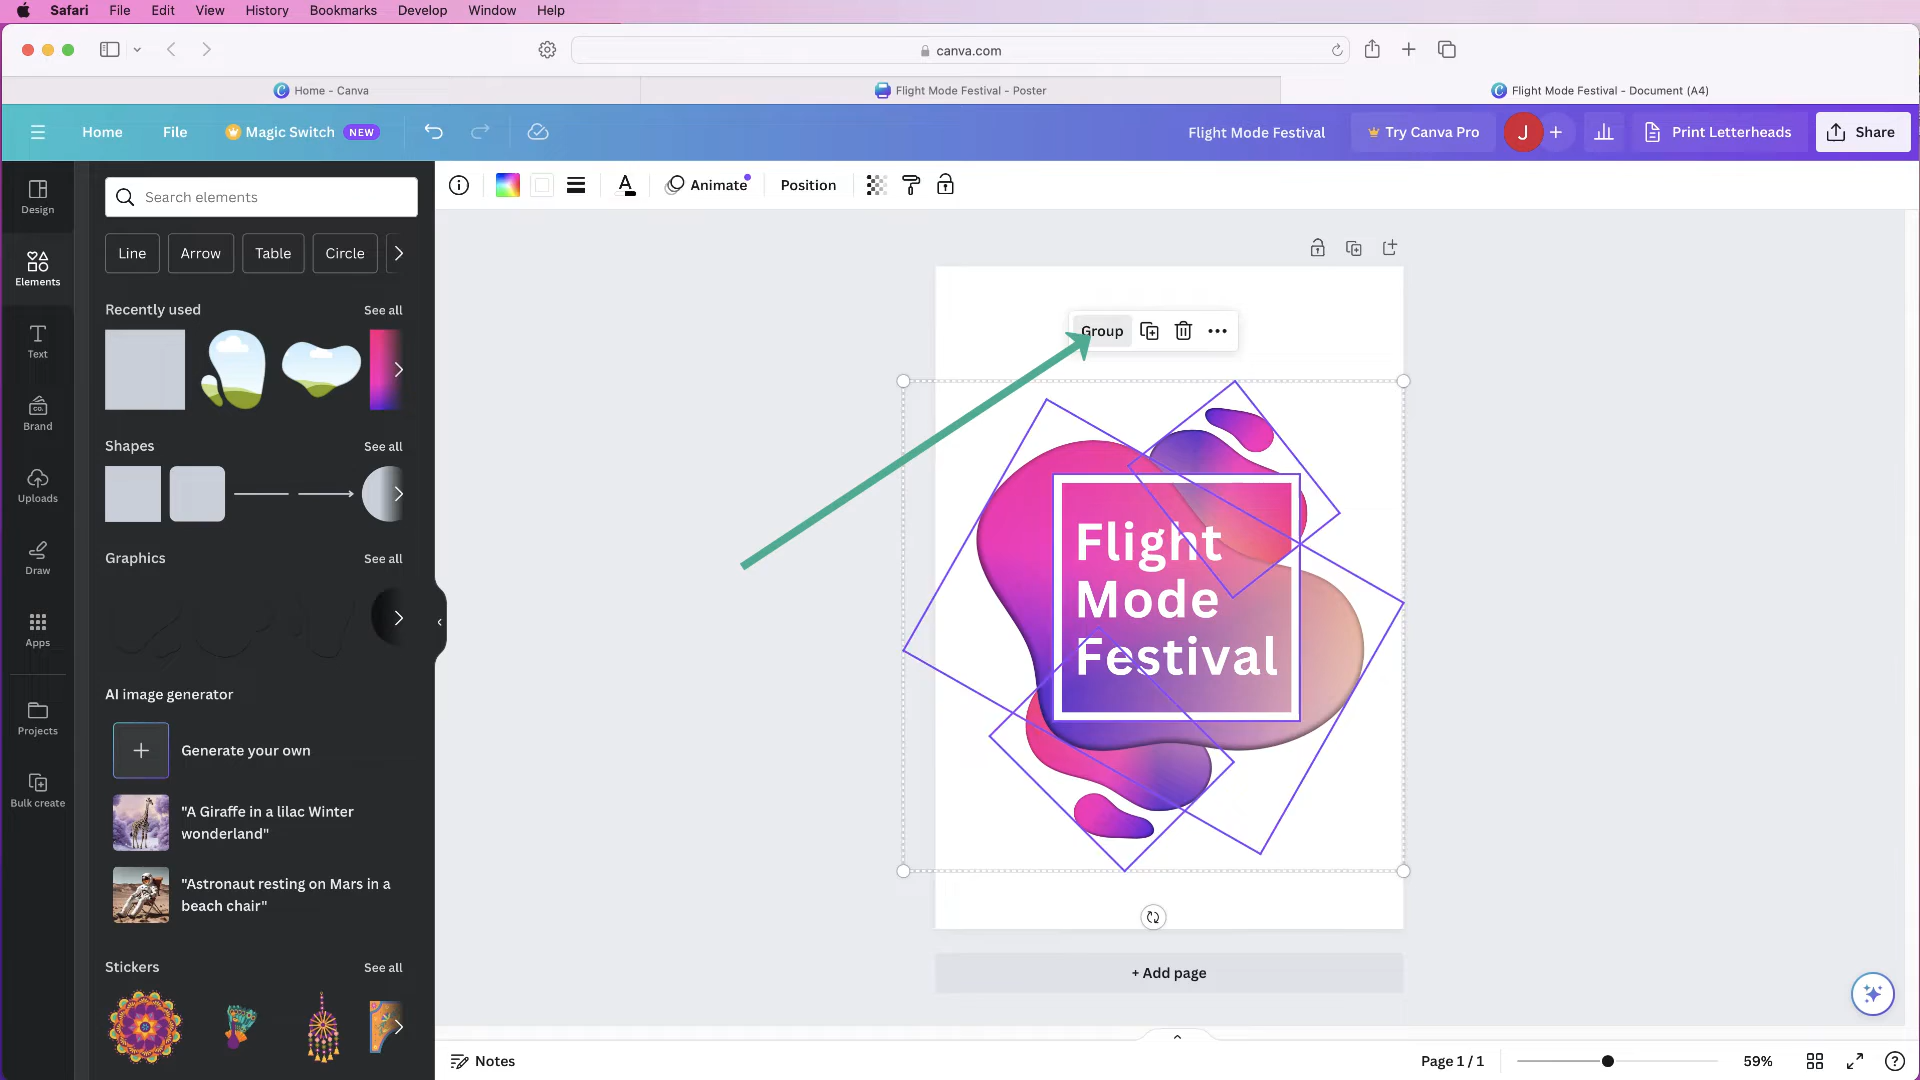 Safari File Edit View History Bookmarks Develop Window Help
canva.com
Home - Canva
Flight Mode Festival - Poster
Flight Mode Festival - Document (A4)
Home File Magic Switch NEW
Flight Mode Festival
Try Canva Pro
J
Print Letterheads
Share
Design
Elements
Text
Brand
Uploads
Draw
Apps
Projects
Bulk create
Search elements
Line Arrow Table Circle
Recently used See all
Shapes See all
Graphics See all
AI image generator
Generate your own
"A Giraffe in a lilac Winter
wonderland"
"Astronaut resting on Mars in a
beach chair"
Stickers See all
Animate Position
Group
Flight
Mode
Festival
+ Add page
Notes
Page 1 / 1
59%